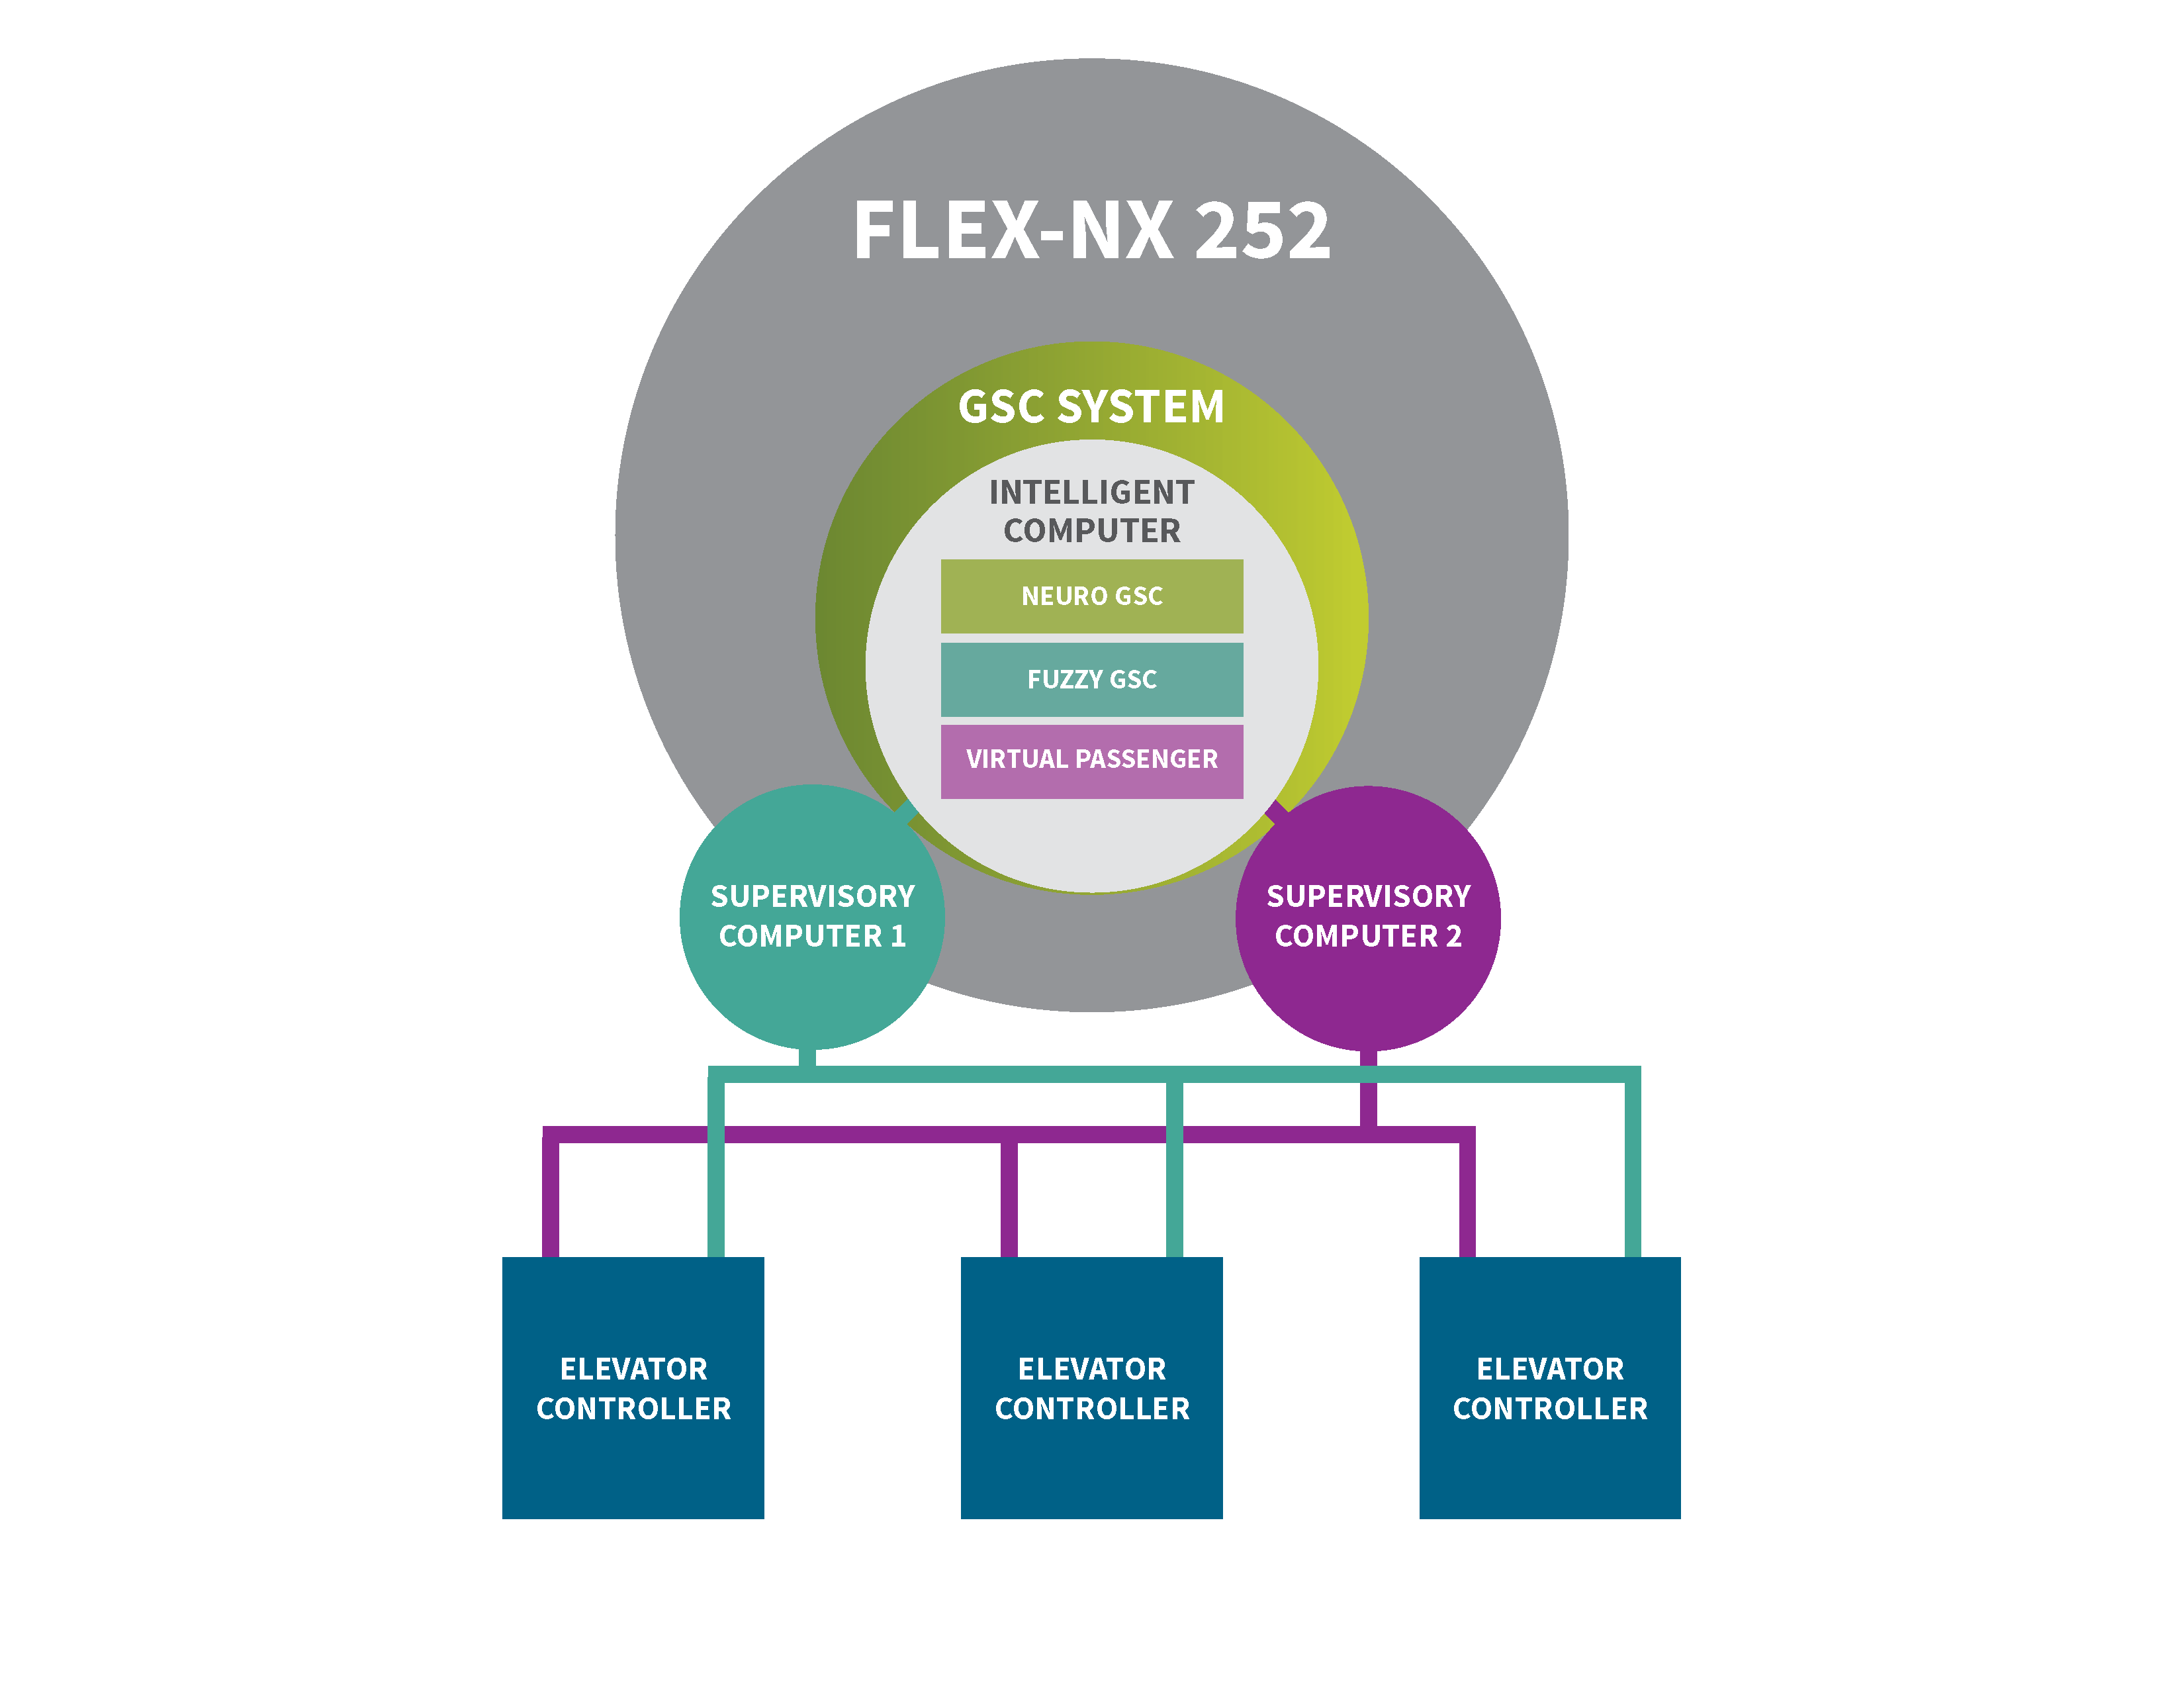 FLEX-NX 252
GSC SYSTEM
INTELLIGENT
COMPUTER
NEURO GSC
FUZZY GSC
VIRTUAL PASSENGER
SUPERVISORY
COMPUTER 1
SUPERVISORY
COMPUTER 2
ELEVATOR
CONTROLLER
ELEVATOR
CONTROLLER
ELEVATOR
CONTROLLER